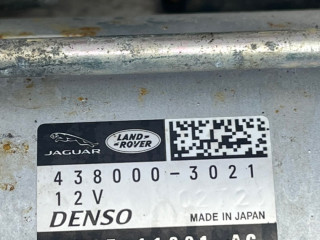 JAGUAR
LAND-ROVER
438000-3021
12V
DENSO MADE IN JAPAN